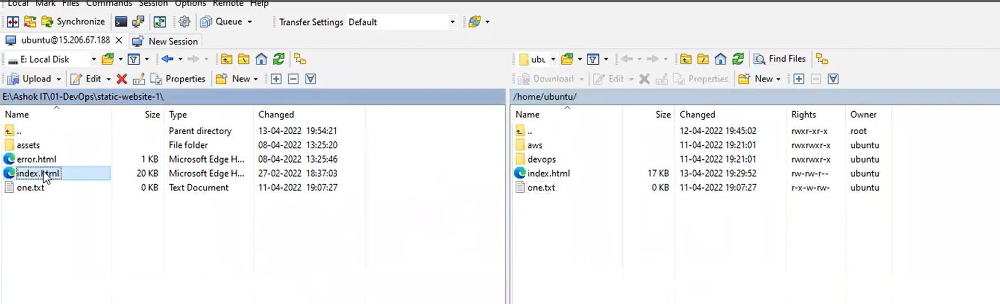 Local Mark Files Commands Session Options Remote Help
Synchronize Queue Transfer Settings Default
ubuntu@15.206.67.188 New Session
E: Local Disk
Upload Edit Properties New
E:\Ashok IT\01-DevOps\static-website-1\
Name Size Type Changed
.. Parent directory 13-04-2022 19:54:21
assets File folder 08-04-2022 13:25:20
error.html 1 KB Microsoft Edge H... 08-04-2022 13:25:46
index.html 20 KB Microsoft Edge H... 27-02-2022 18:37:03
one.txt 0 KB Text Document 11-04-2022 19:07:27
ubu Find Files
Download Edit Properties New
/home/ubuntu/
Name Size Changed Rights Owner
.. 12-04-2022 19:45:02 rwxr-xr-x root
aws 11-04-2022 19:21:01 rwxrwxr-x ubuntu
devops 11-04-2022 19:21:01 rwxrwxr-x ubuntu
index.html 17 KB 13-04-2022 19:29:52 rw-rw-r-- ubuntu
one.txt 0 KB 11-04-2022 19:07:27 r-x-w-rw- ubuntu